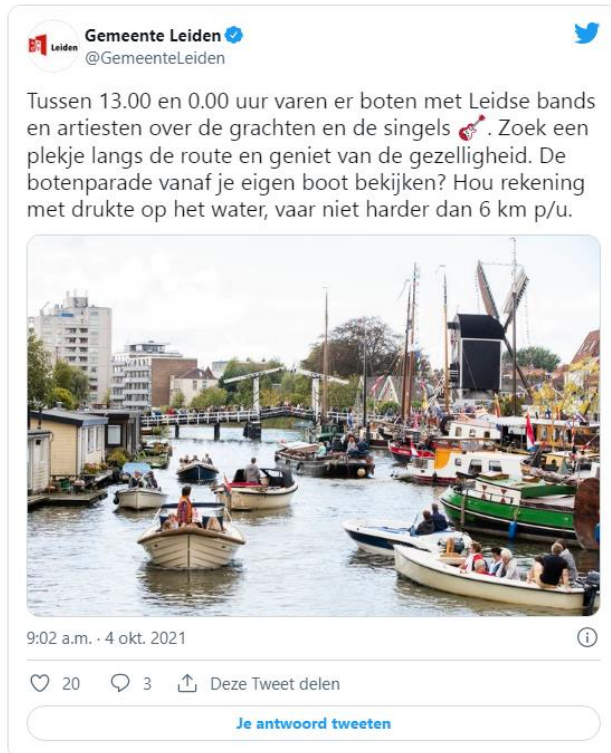 Leiden
Gemeente Leiden
@GemeenteLeiden
Tussen 13.00 en 0.00 uur varen er boten met Leidse bands
en artiesten over de grachten en de singels 🎸. Zoek een
plekje langs de route en geniet van de gezelligheid. De
botenparade vanaf je eigen boot bekijken? Hou rekening
met drukte op het water, vaar niet harder dan 6 km p/u.
9:02 a.m. · 4 okt. 2021
20 3 Deze Tweet delen
Je antwoord tweeten